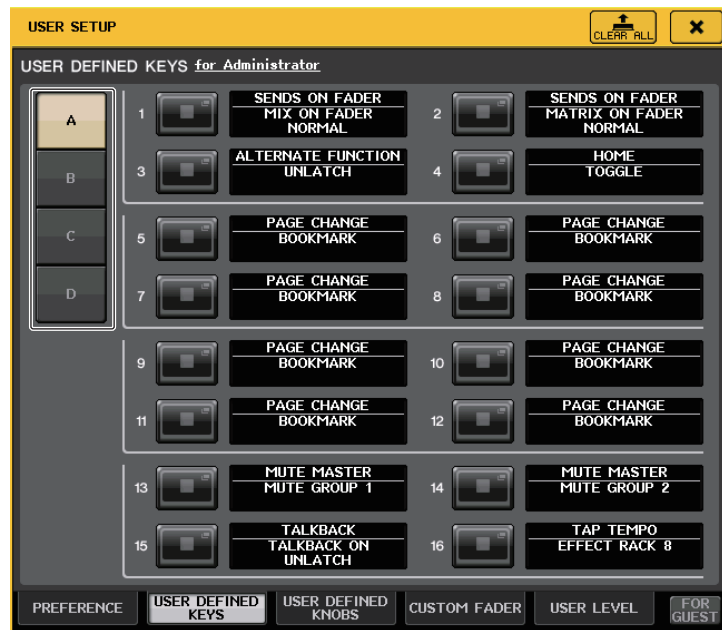 USER SETUP
CLEAR ALL
USER DEFINED KEYS for Administrator
A
B
C
D
1
SENDS ON FADER
MIX ON FADER
NORMAL
2
SENDS ON FADER
MATRIX ON FADER
NORMAL
3
ALTERNATE FUNCTION
UNLATCH
4
HOME
TOGGLE
5
PAGE CHANGE
BOOKMARK
6
PAGE CHANGE
BOOKMARK
7
PAGE CHANGE
BOOKMARK
8
PAGE CHANGE
BOOKMARK
9
PAGE CHANGE
BOOKMARK
10
PAGE CHANGE
BOOKMARK
11
PAGE CHANGE
BOOKMARK
12
PAGE CHANGE
BOOKMARK
13
MUTE MASTER
MUTE GROUP 1
14
MUTE MASTER
MUTE GROUP 2
15
TALKBACK
TALKBACK ON
UNLATCH
16
TAP TEMPO
EFFECT RACK 8
PREFERENCE
USER DEFINED
KEYS
USER DEFINED
KNOBS
CUSTOM FADER
USER LEVEL
FOR
GUEST